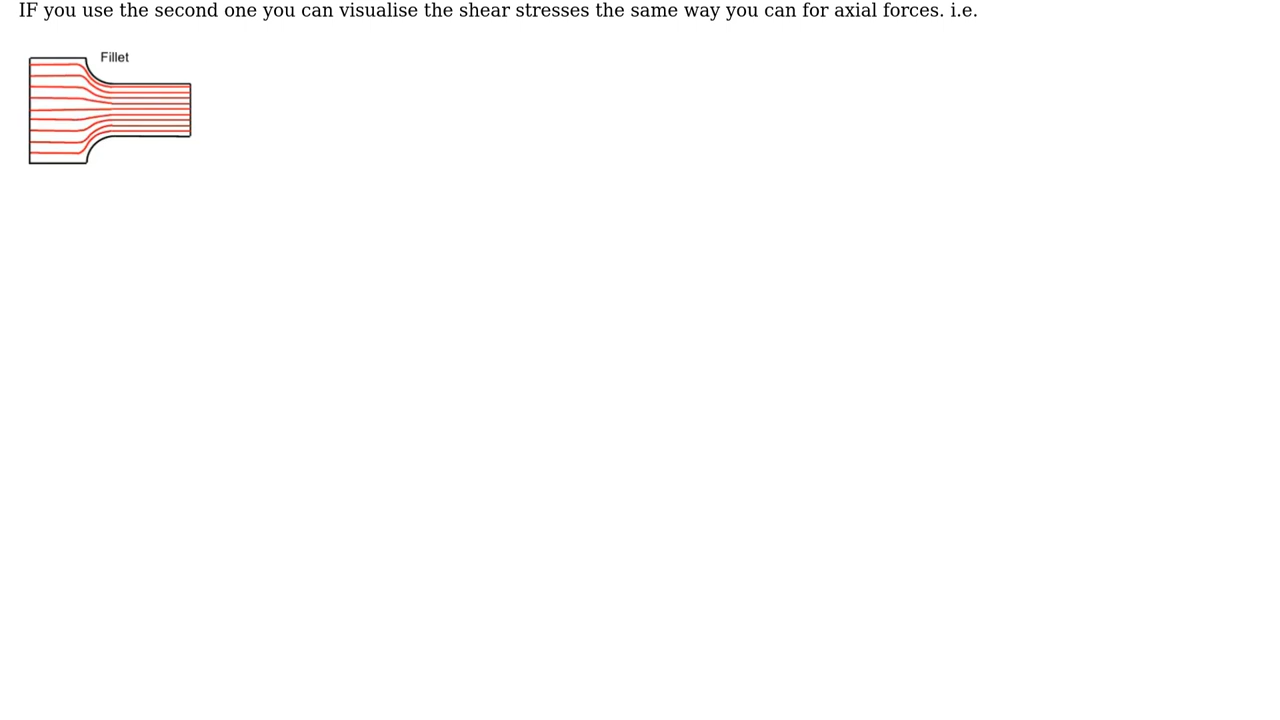 IF you use the second one you can visualise the shear stresses the same way you can for axial forces. i.e.
Fillet